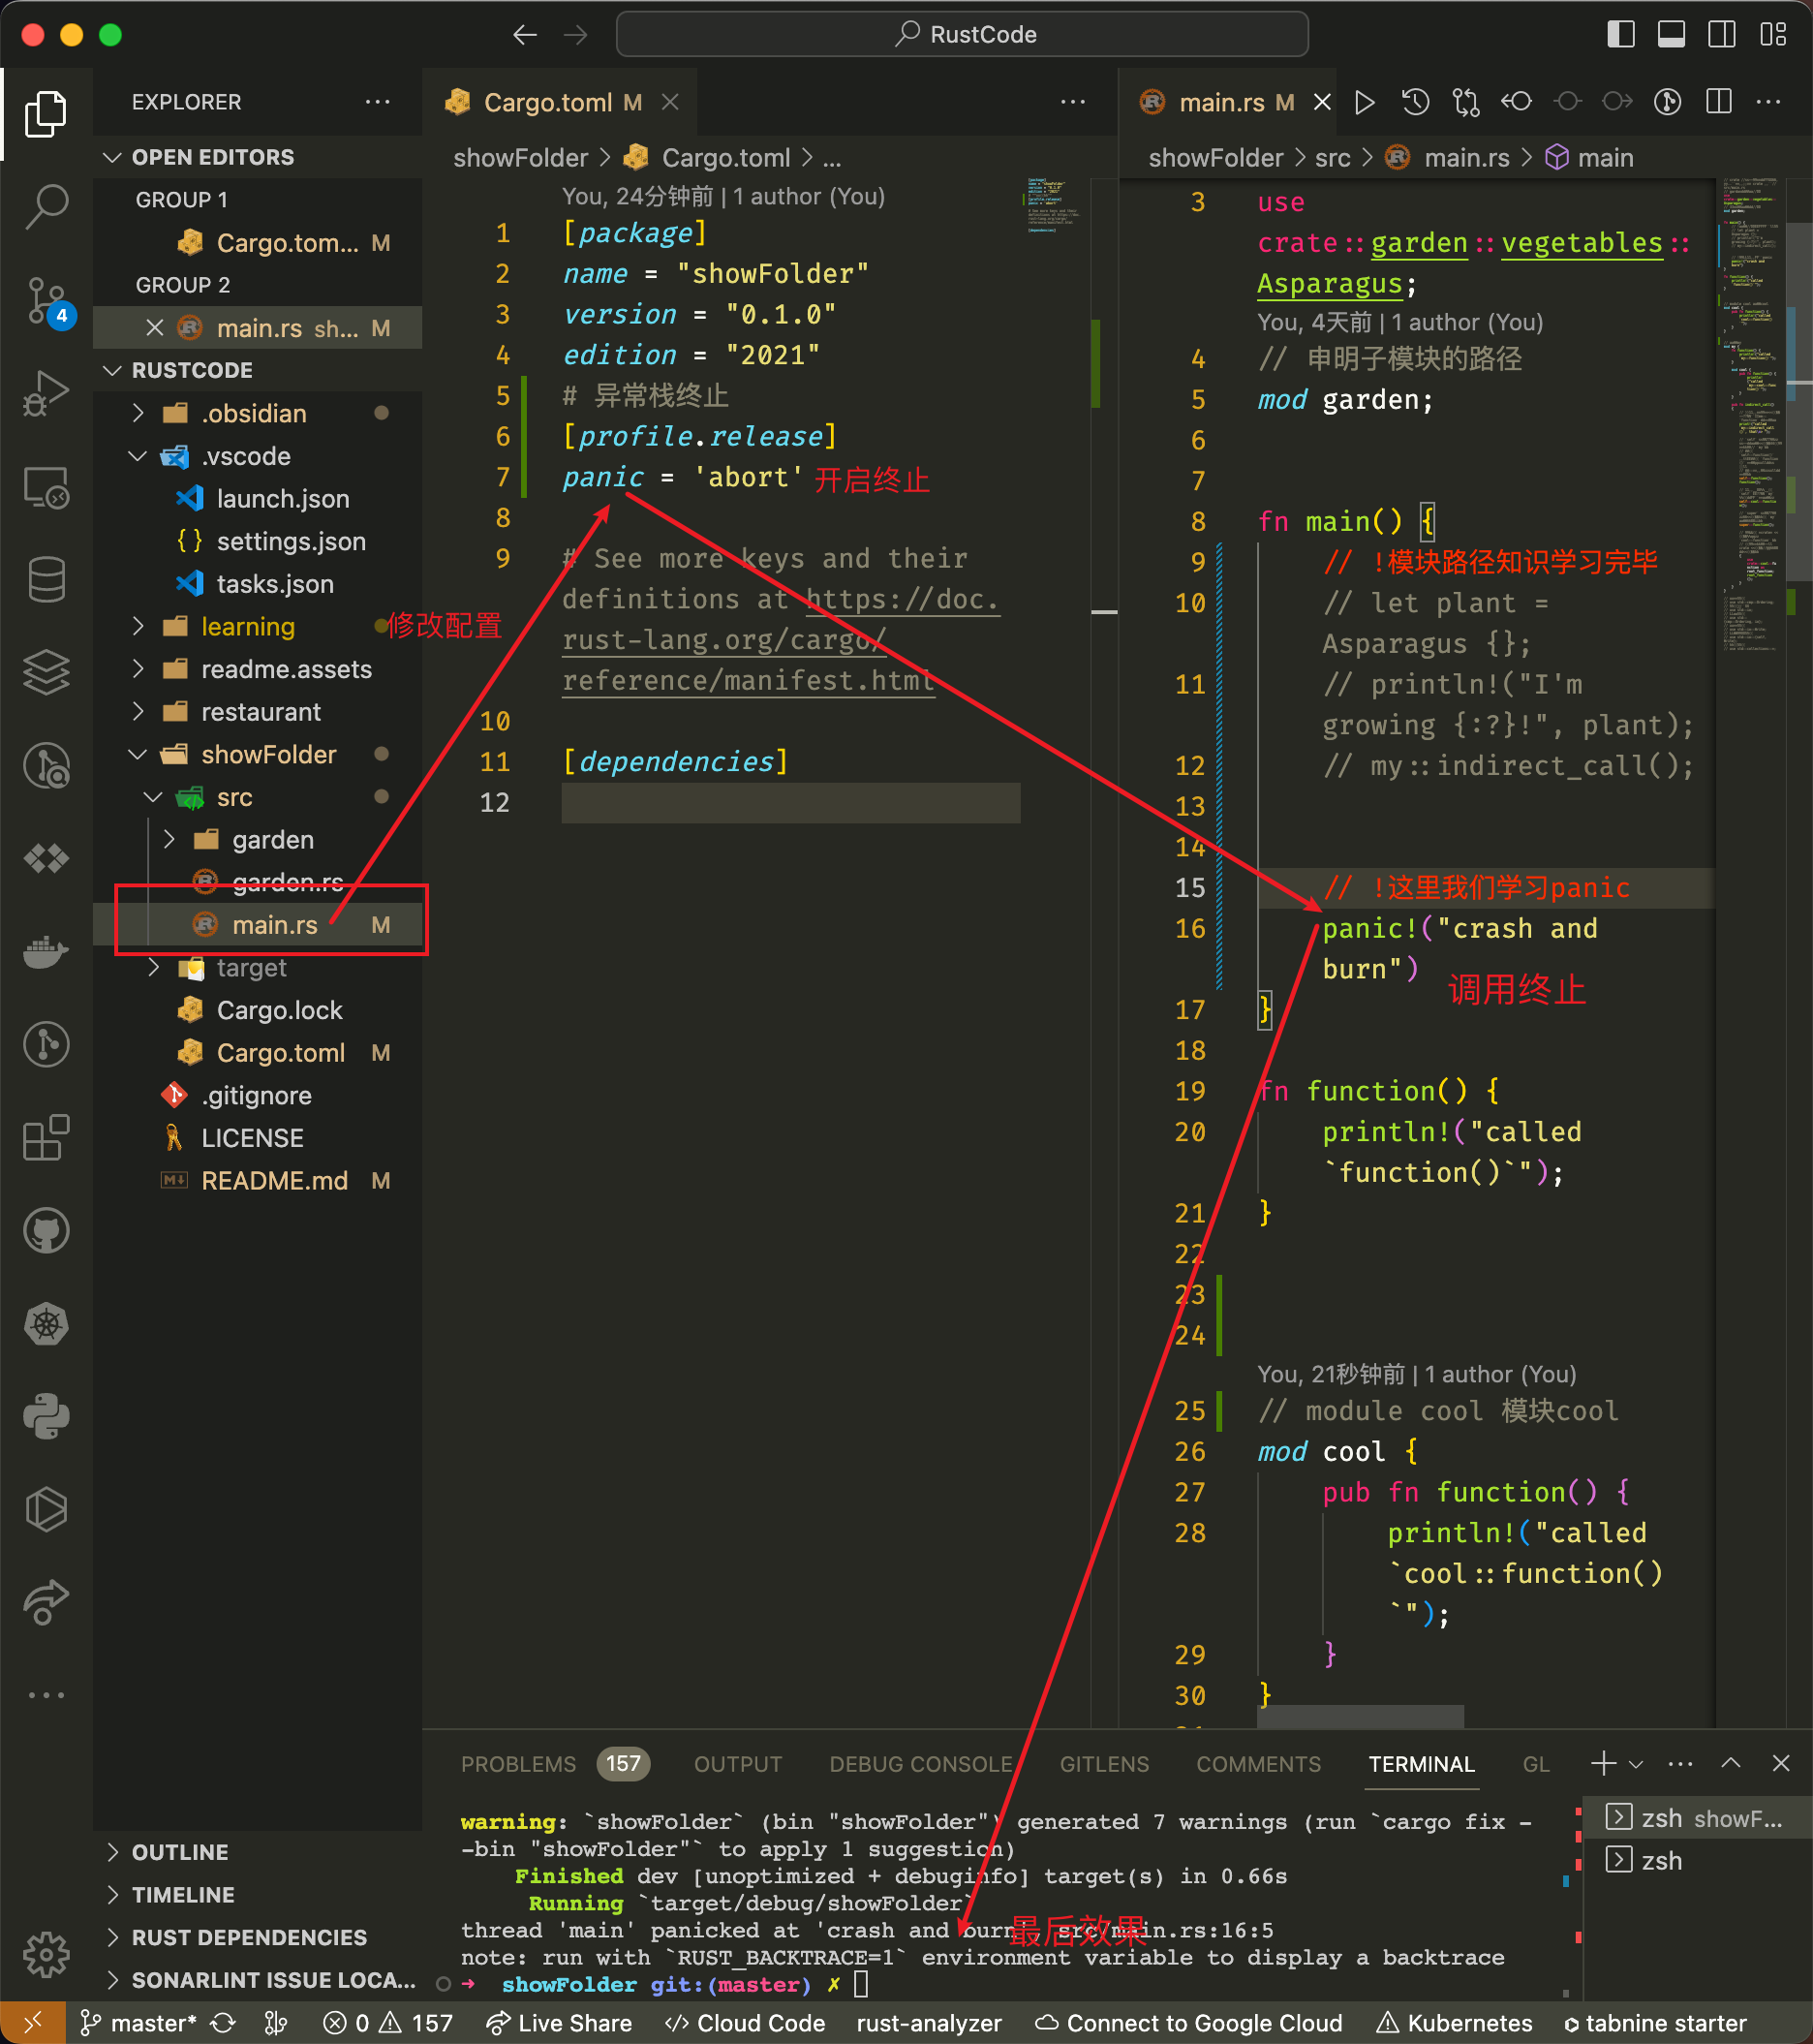 RustCode
EXPLORER
OPEN EDITORS
GROUP 1
Cargo.tom... M
GROUP 2
main.rs sh... M
RUSTCODE
.obsidian
.vscode
launch.json
settings.json
tasks.json
learning
readme.assets
restaurant
showFolder
src
garden
garden.rs
main.rs M
target
Cargo.lock
Cargo.toml M
.gitignore
LICENSE
README.md M
OUTLINE
TIMELINE
RUST DEPENDENCIES
SONARLINT ISSUE LOCA...
4
修改配置
Cargo.toml M
showFolder > Cargo.toml > ...
You, 24分钟前 | 1 author (You)
1 [package]
2 name = "showFolder"
3 version = "0.1.0"
4 edition = "2021"
5 # 异常栈终止
6 [profile.release]
7 panic = 'abort' 开启终止
8
9 # See more keys and their
definitions at https://doc.
rust-lang.org/cargo/
reference/manifest.html
10
11 [dependencies]
12
main.rs M
showFolder > src > main.rs > main
3 use
crate::garden::vegetables::
Asparagus;
You, 4天前 | 1 author (You)
4 // 申明子模块的路径
5 mod garden;
6
7
8 fn main() {
9 // !模块路径知识学习完毕
10 // let plant =
Asparagus {};
11 // println!("I'm
growing {:?}!", plant);
12 // my::indirect_call();
13
14
15 // !这里我们学习panic
16 panic!("crash and
burn")
调用终止
17 }
18
19 fn function() {
20 println!("called
`function()`");
21 }
22
23
24
You, 21秒钟前 | 1 author (You)
25 // module cool 模块cool
26 mod cool {
27 pub fn function() {
28 println!("called
`cool::function()
`");
29 }
30 }
PROBLEMS 157 OUTPUT DEBUG CONSOLE GITLENS COMMENTS TERMINAL GL
warning: `showFolder` (bin "showFolder") generated 7 warnings (run `cargo fix -
-bin "showFolder"` to apply 1 suggestion)
Finished dev [unoptimized + debuginfo] target(s) in 0.66s
Running `target/debug/showFolder`
thread 'main' panicked at 'crash and burn', src/main.rs:16:5
最后效果
note: run with `RUST_BACKTRACE=1` environment variable to display a backtrace
➜ showFolder git:(master) ✗
zsh showF...
zsh
master* 0 157 Live Share </> Cloud Code rust-analyzer Connect to Google Cloud Kubernetes tabnine starter